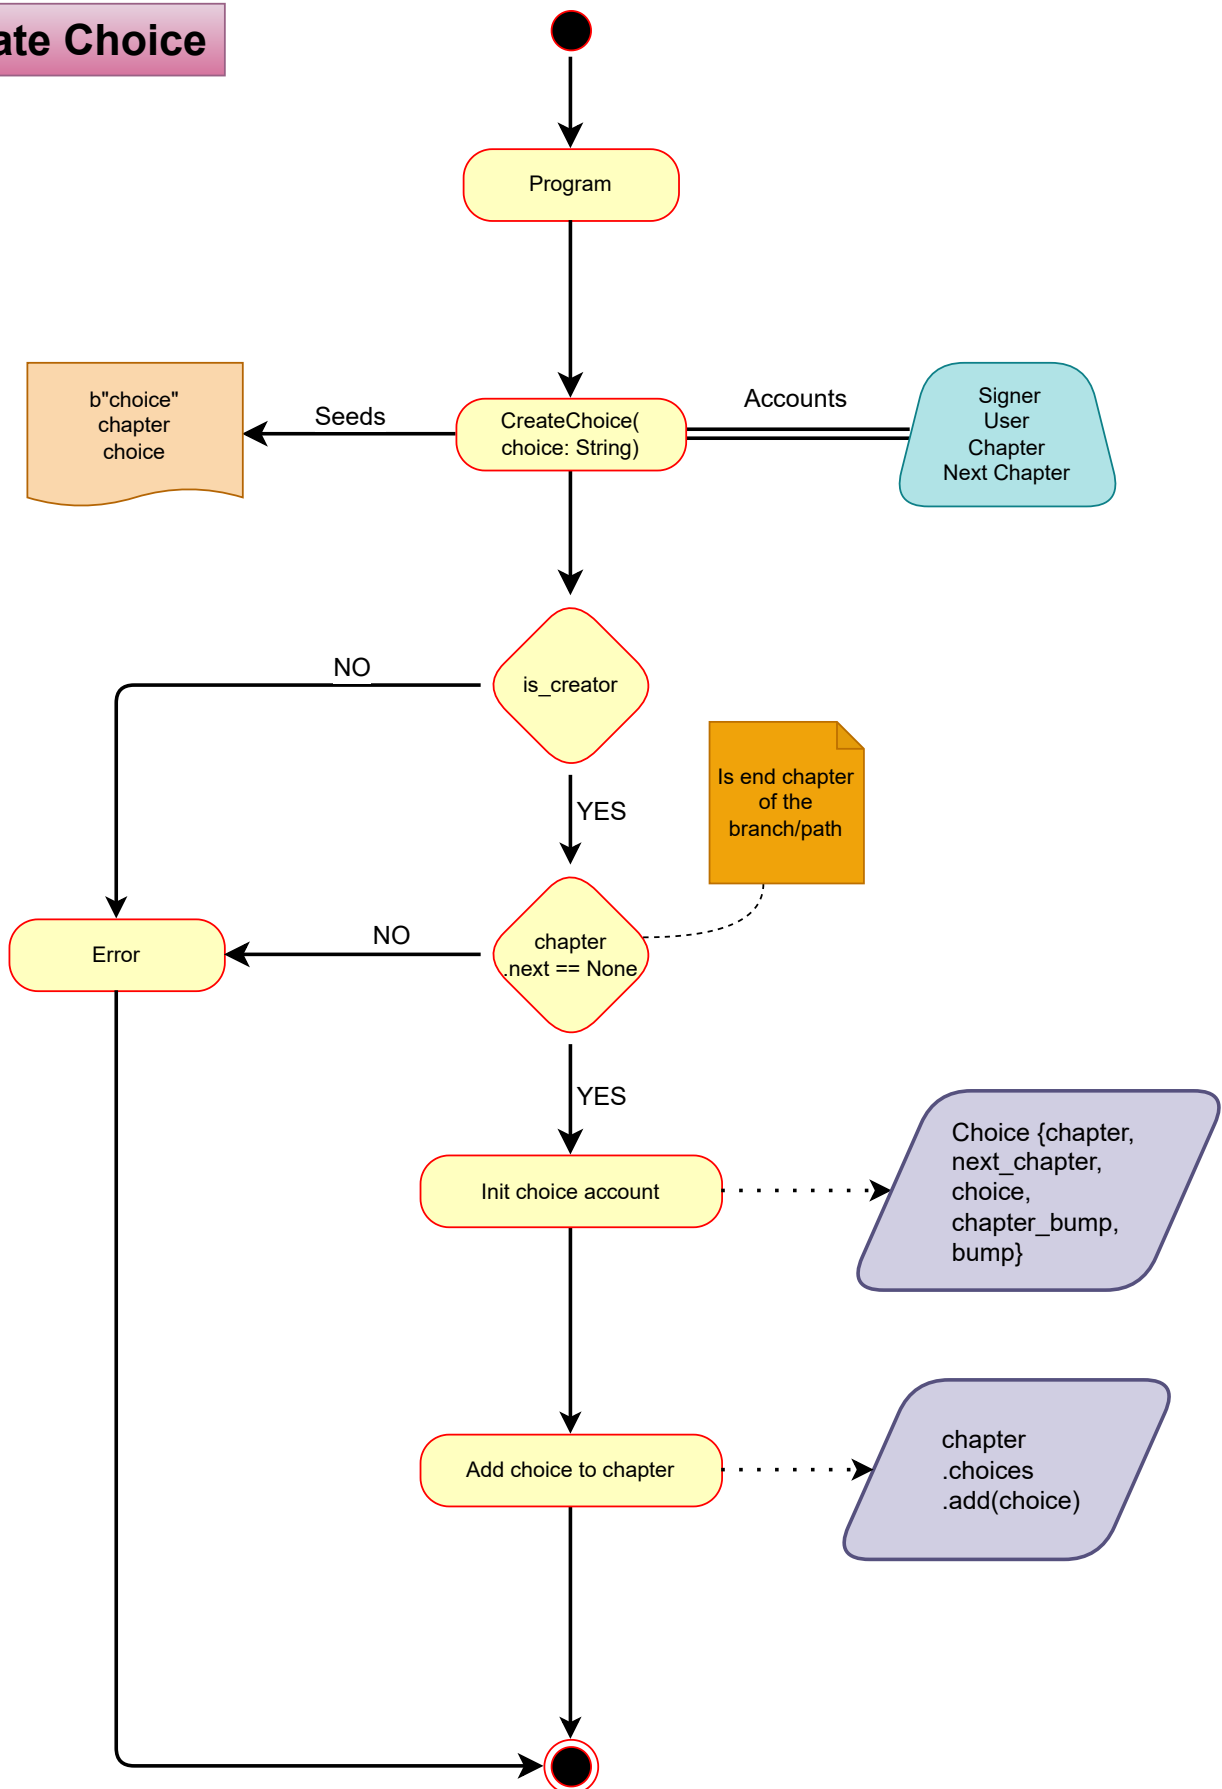 ate Choice
Program
b"choice"
chapter
choice
Seeds
CreateChoice(
choice: String)
Accounts
Signer
User
Chapter
Next Chapter
NO
is_creator
YES
Is end chapter
of the
branch/path
Error
NO
chapter
.next == None
YES
Init choice account
Choice {chapter,
next_chapter,
choice,
chapter_bump,
bump}
Add choice to chapter
chapter
.choices
.add(choice)